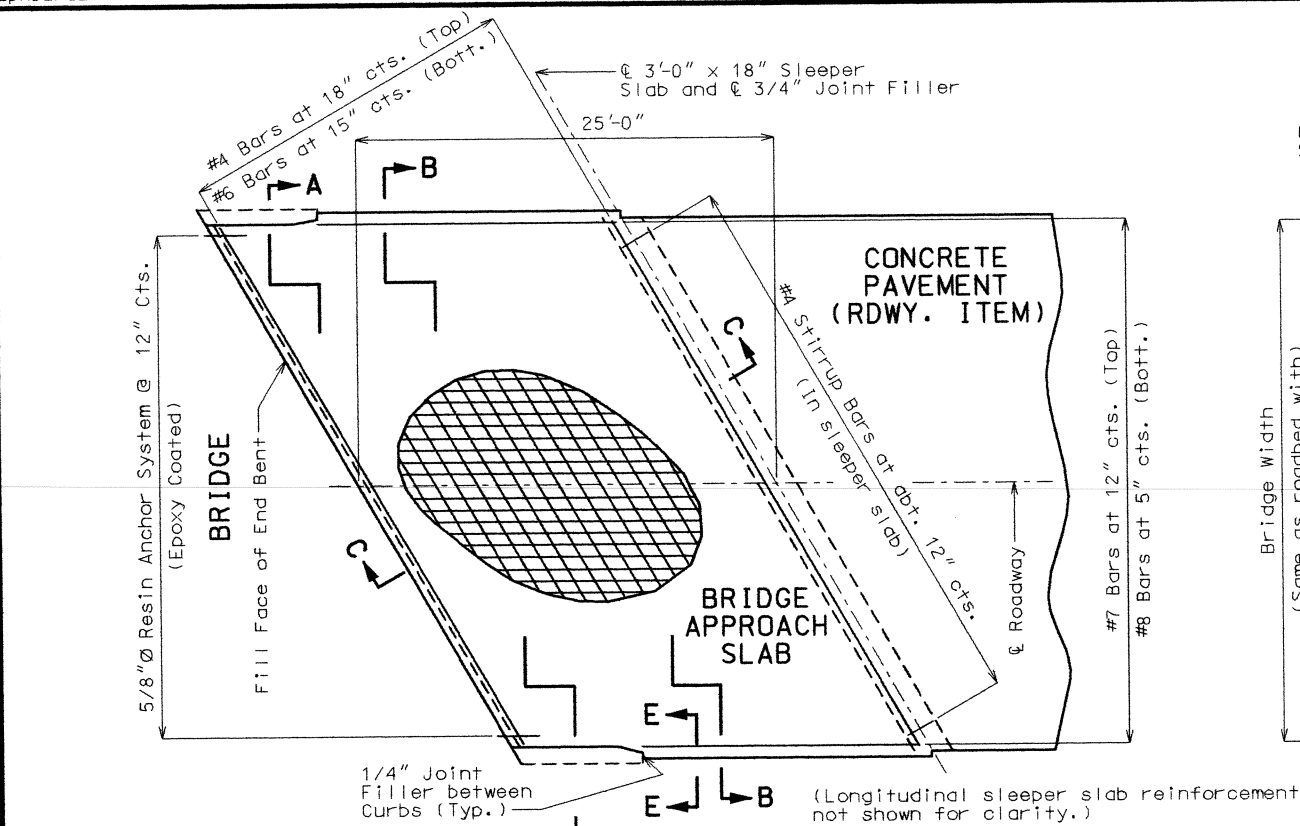 #4 Bars at 18" cts. (Top)
#6 Bars at 15" cts. (Bott.)
℄ 3'-0" x 18" Sleeper
Slab and ℄ 3/4" Joint Filler
25'-0"
A
B
5/8"Ø Resin Anchor System @ 12" Cts.
(Epoxy Coated)
BRIDGE
Fill Face of End Bent
C
C
#4 Stirrup Bars at abt. 12" cts.
(In sleeper slab)
CONCRETE
PAVEMENT
(RDWY. ITEM)
℄ Roadway
#7 Bars at 12" cts. (Top)
#8 Bars at 5" cts. (Bott.)
Bridge Width
(Same as roadbed with)
BRIDGE
APPROACH
SLAB
E
E
B
1/4" Joint
Filler between
Curbs (Typ.)
(Longitudinal sleeper slab reinforcement
not shown for clarity.)